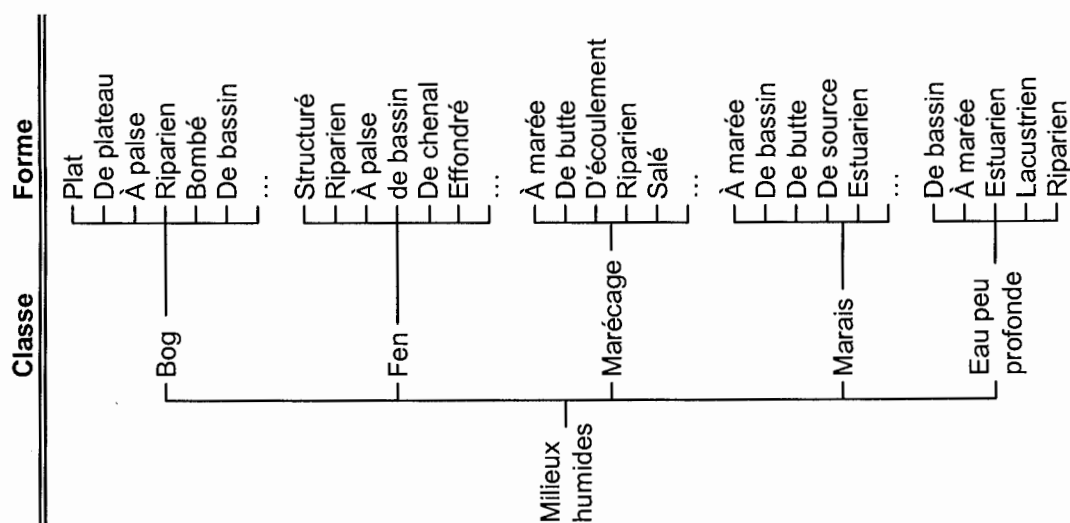 Classe
Forme
Milieux
humides
Bog
Plat
De plateau
À palse
Riparien
Bombé
De bassin
...
Fen
Structuré
Riparien
À palse
de bassin
De chenal
Effondré
...
Marécage
À marée
De butte
D'écoulement
Riparien
Salé
...
Marais
À marée
De bassin
De butte
De source
Estuarien
...
Eau peu
profonde
De bassin
À marée
Estuarien
Lacustrien
Riparien